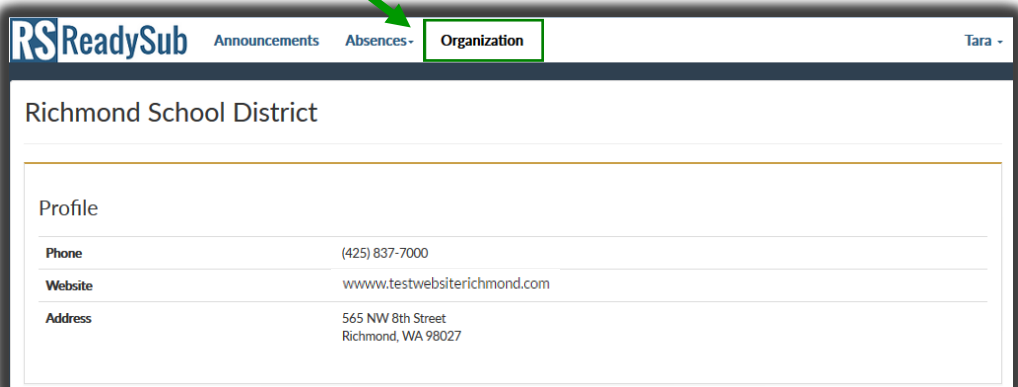 RS ReadySub Announcements Absences Organization Tara
Richmond School District
Profile
Phone (425) 837-7000
Website wwww.testwebsiterichmond.com
Address 565 NW 8th Street
Richmond, WA 98027